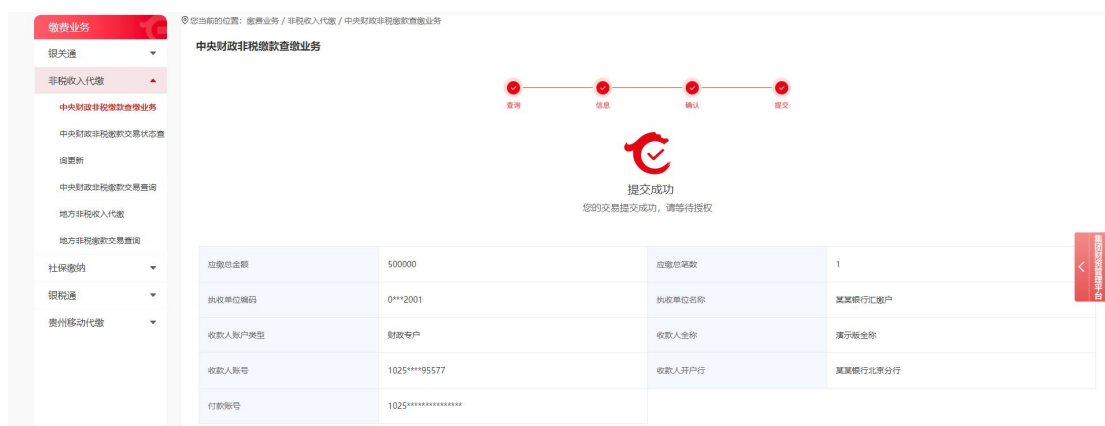 缴费业务
您当前的位置：缴费业务 / 非税收入代缴 / 中央财政非税缴款查缴业务
银关通
中央财政非税缴款查缴业务
非税收入代缴
中央财政非税缴款查缴业务
中央财政非税缴款交易状态查
询更新
中央财政非税缴款交易查询
地方非税收入代缴
地方非税缴款交易查询
社保缴纳
银税通
贵州移动代缴
查询
信息
确认
提交
提交成功
您的交易提交成功，请等待授权
应缴总金额 500000 应缴总笔数 1
执收单位编码 0***2001 执收单位名称 某某银行汇缴户
收款人账户类型 财政专户 收款人全称 演示版全称
收款人账号 1025****95577 收款人开户行 某某银行北京分行
付款账号 1025***************
集团财资管理平台